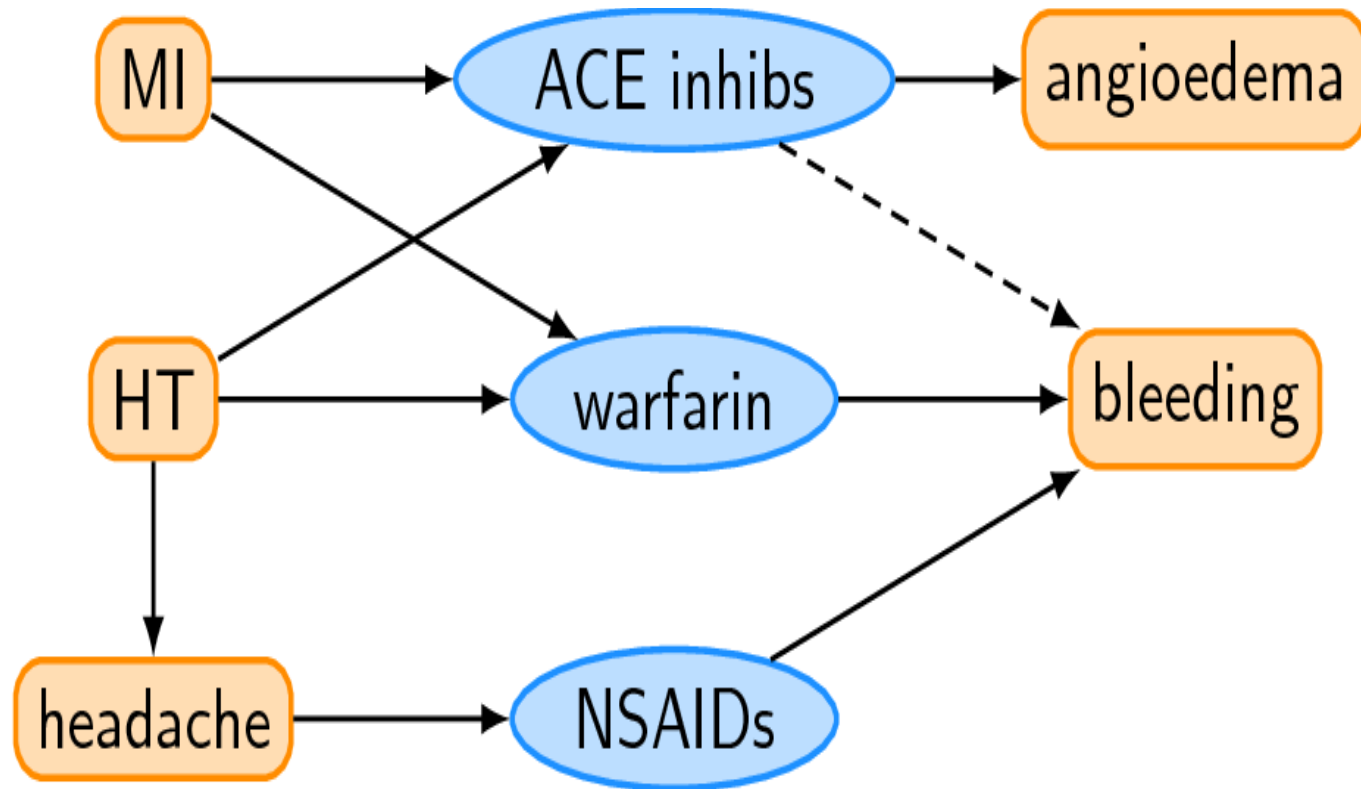 MI
ACE inhibs
angioedema
HT
warfarin
bleeding
headache
NSAIDs